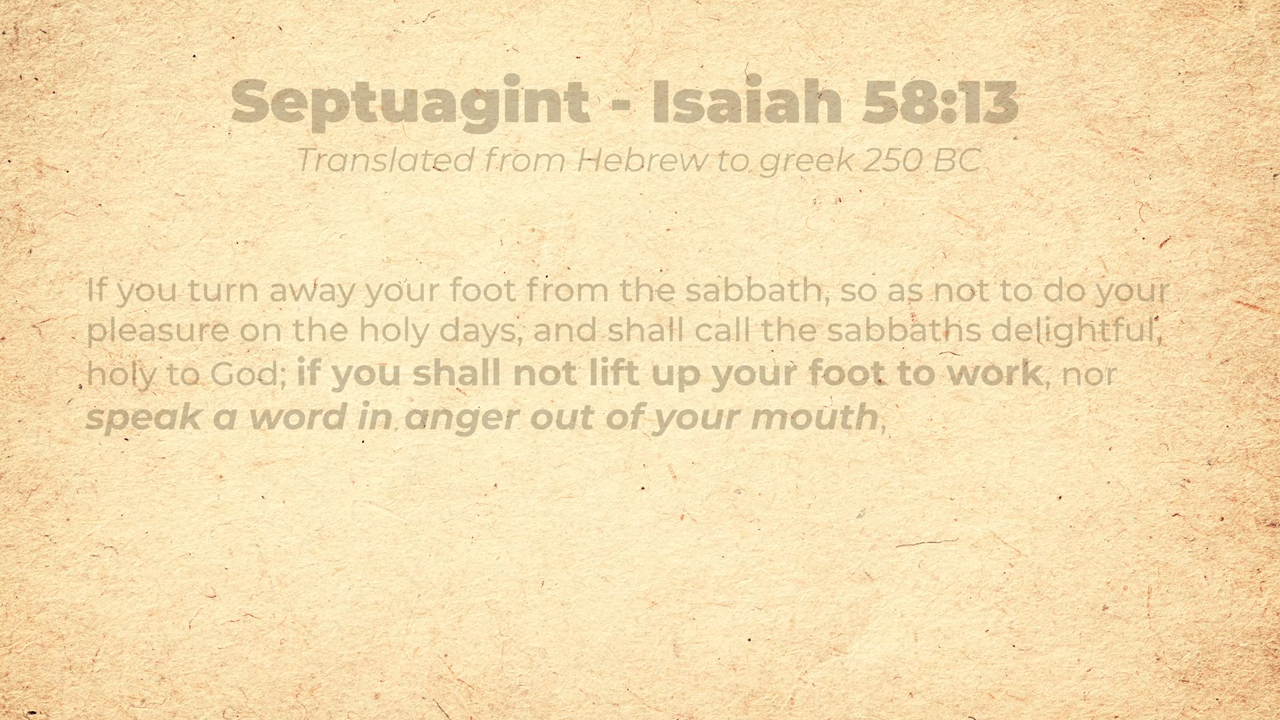 Septuagint - Isaiah 58:13
Translated from Hebrew to greek 250 BC
If you turn away your foot from the sabbath, so as not to do your
pleasure on the holy days, and shall call the sabbaths delightful,
holy to God; if you shall not lift up your foot to work, nor
speak a word in anger out of your mouth,